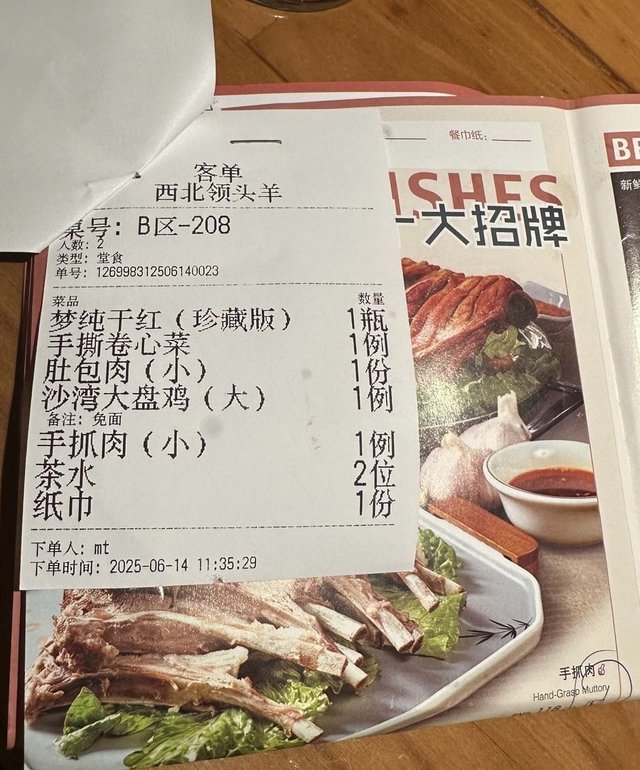 客单
西北领头羊
桌号: B区-208
人数: 2
类型: 堂食
单号: 126998312506140023
菜品 数量
梦纯干红（珍藏版） 1瓶
手撕卷心菜 1例
肚包肉（小） 1份
沙湾大盘鸡（大） 1例
备注: 免面
手抓肉（小） 1例
茶水 2位
纸巾 1份
下单人: mt
下单时间: 2025-06-14 11:35:29
餐巾纸:
ISHES
大招牌
手抓肉
Hand-Grasp Muttony
BE
新鲜